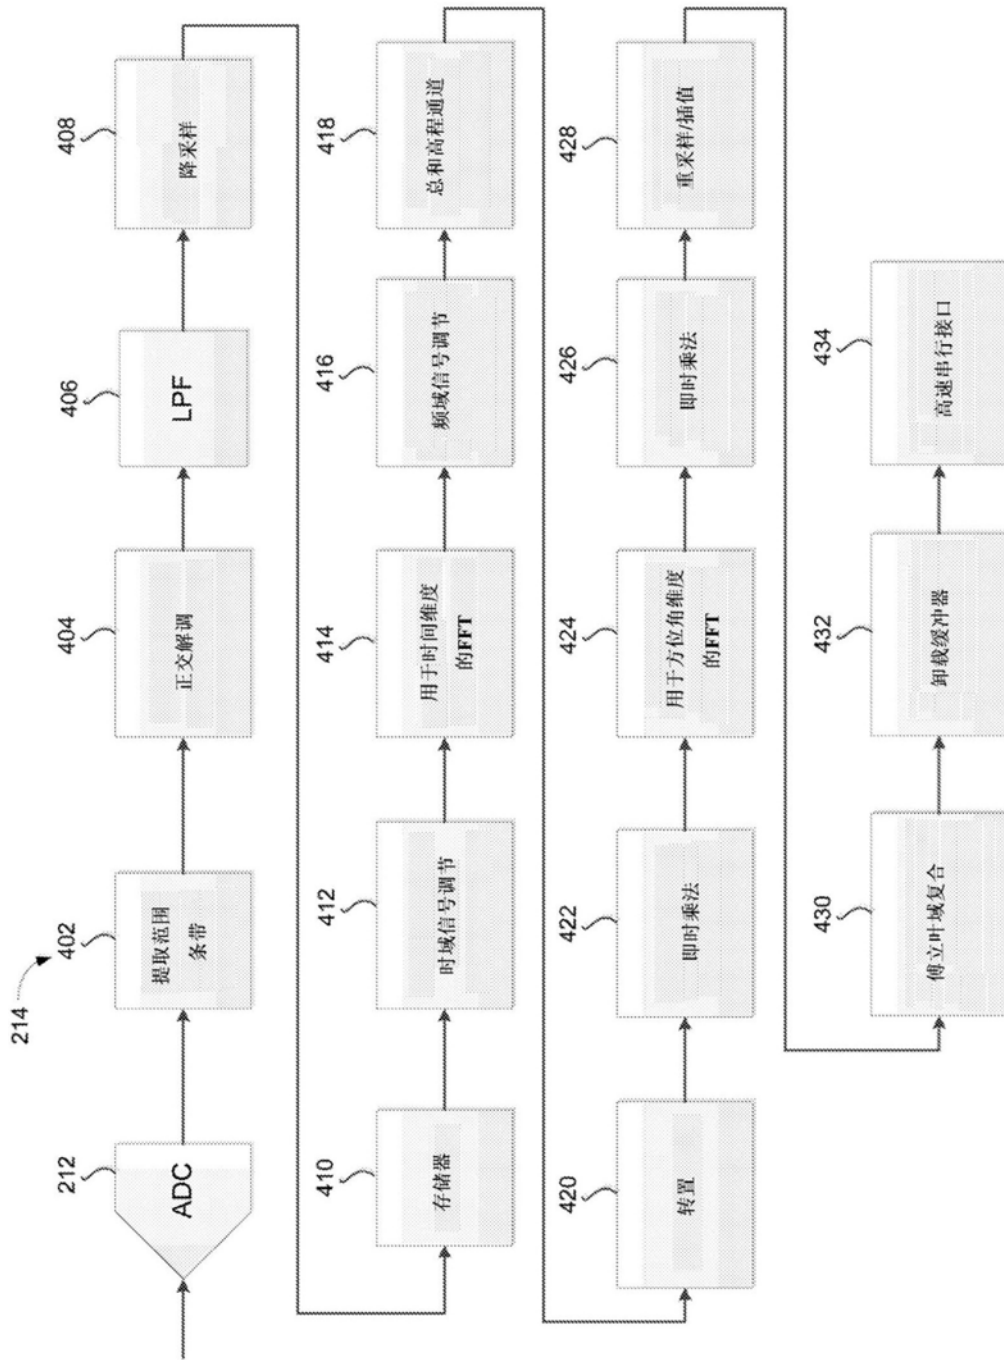 214
212
ADC
402
提取范围
条带
404
正交解调
406
LPF
408
降采样
410
存储器
412
时域信号调节
414
用于时间维度
的FFT
416
频域信号调节
418
总和高程通道
420
转置
422
即时乘法
424
用于方位角维度
的FFT
426
即时乘法
428
重采样/插值
430
傅立叶域复合
432
卸载缓冲器
434
高速串行接口